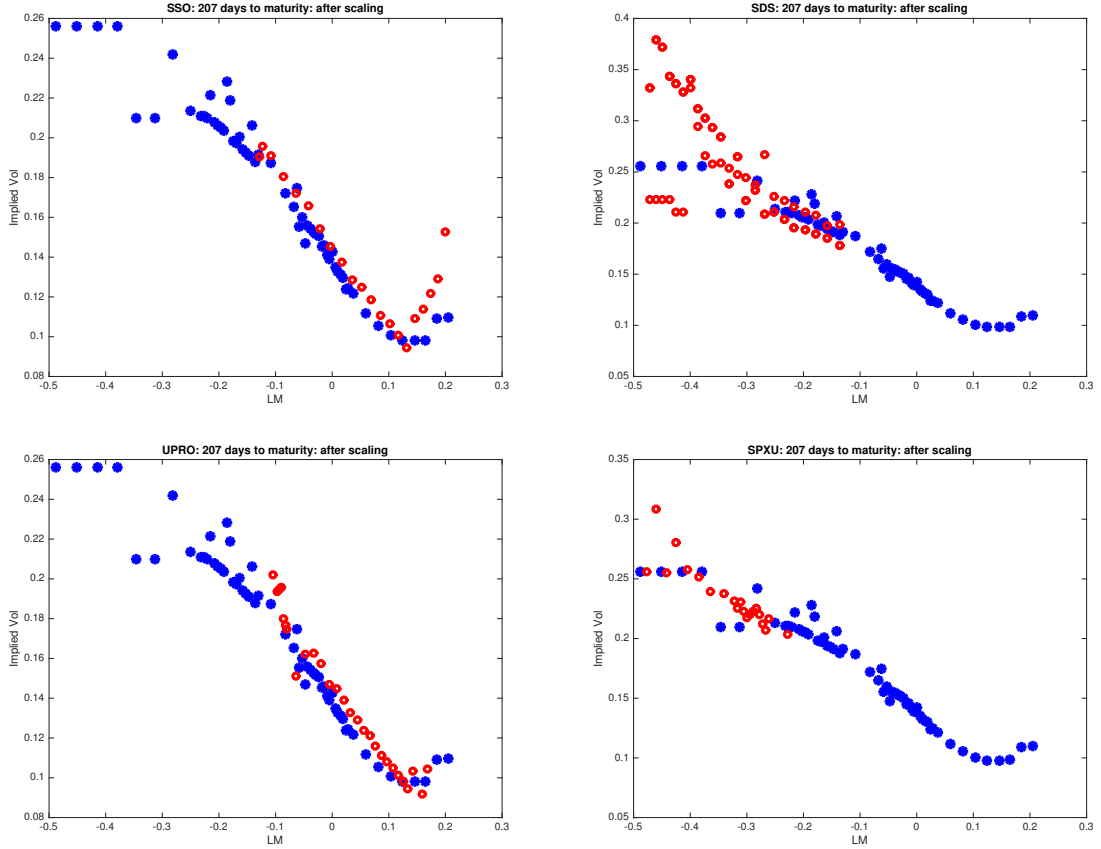 SSO: 207 days to maturity: after scaling
0.26
0.24
0.22
0.2
0.18
0.16
0.14
0.12
0.1
0.08
Implied Vol
-0.5 -0.4 -0.3 -0.2 -0.1 0 0.1 0.2 0.3
LM
SDS: 207 days to maturity: after scaling
0.4
0.35
0.3
0.25
0.2
0.15
0.1
0.05
Implied Vol
-0.5 -0.4 -0.3 -0.2 -0.1 0 0.1 0.2 0.3
LM
UPRO: 207 days to maturity: after scaling
0.26
0.24
0.22
0.2
0.18
0.16
0.14
0.12
0.1
0.08
Implied Vol
-0.5 -0.4 -0.3 -0.2 -0.1 0 0.1 0.2 0.3
LM
SPXU: 207 days to maturity: after scaling
0.35
0.3
0.25
0.2
0.15
0.1
0.05
Implied Vol
-0.5 -0.4 -0.3 -0.2 -0.1 0 0.1 0.2 0.3
LM